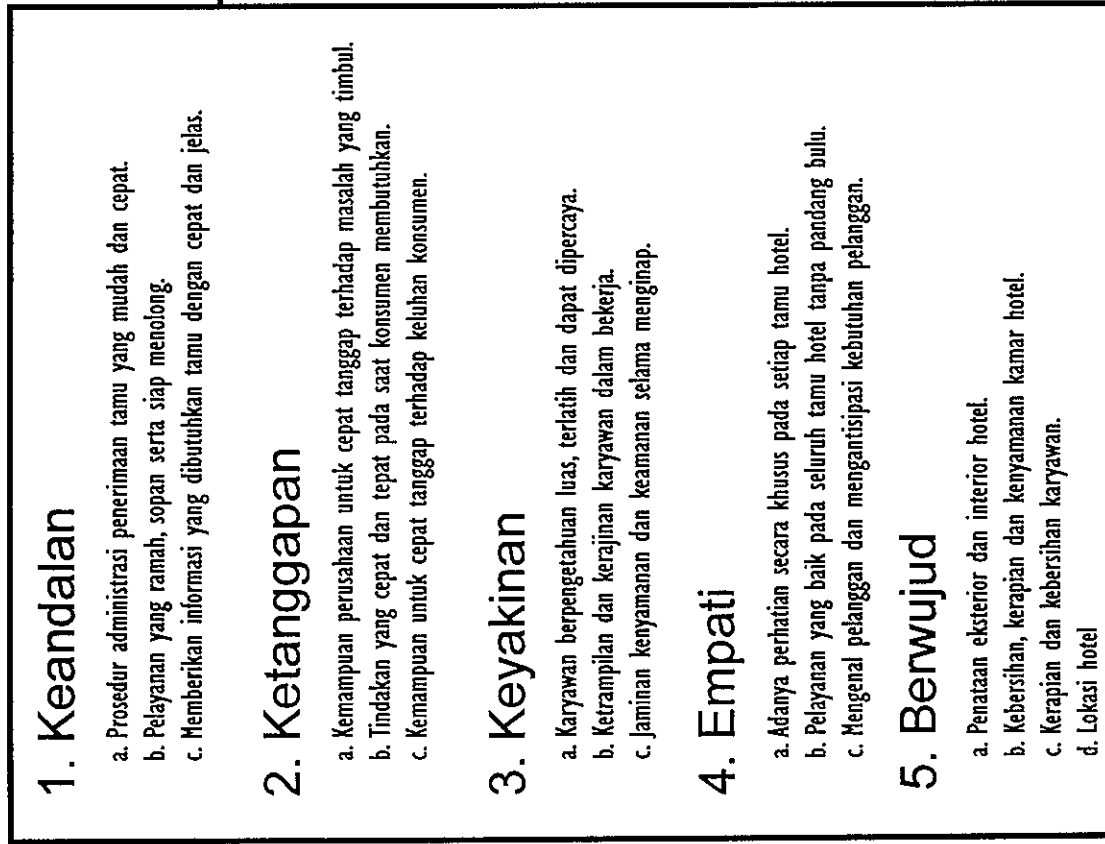 1. Keandalan
a. Prosedur administrasi penerimaan tamu yang mudah dan cepat.
b. Pelayanan yang ramah, sopan serta siap menolong.
c. Memberikan informasi yang dibutuhkan tamu dengan cepat dan jelas.
2. Ketanggapan
a. Kemampuan perusahaan untuk cepat tanggap terhadap masalah yang timbul.
b. Tindakan yang cepat dan tepat pada saat konsumen membutuhkan.
c. Kemampuan untuk cepat tanggap terhadap keluhan konsumen.
3. Keyakinan
a. Karyawan berpengetahuan luas, terlatih dan dapat dipercaya.
b. Ketrampilan dan kerajinan karyawan dalam bekerja.
c. Jaminan kenyamanan dan keamanan selama menginap.
4. Empati
a. Adanya perhatian secara khusus pada setiap tamu hotel.
b. Pelayanan yang baik pada seluruh tamu hotel tanpa pandang bulu.
c. Mengenal pelanggan dan mengantisipasi kebutuhan pelanggan.
5. Berwujud
a. Penataan eksterior dan interior hotel.
b. Kebersihan, kerapian dan kenyamanan kamar hotel.
c. Kerapian dan kebersihan karyawan.
d. Lokasi hotel